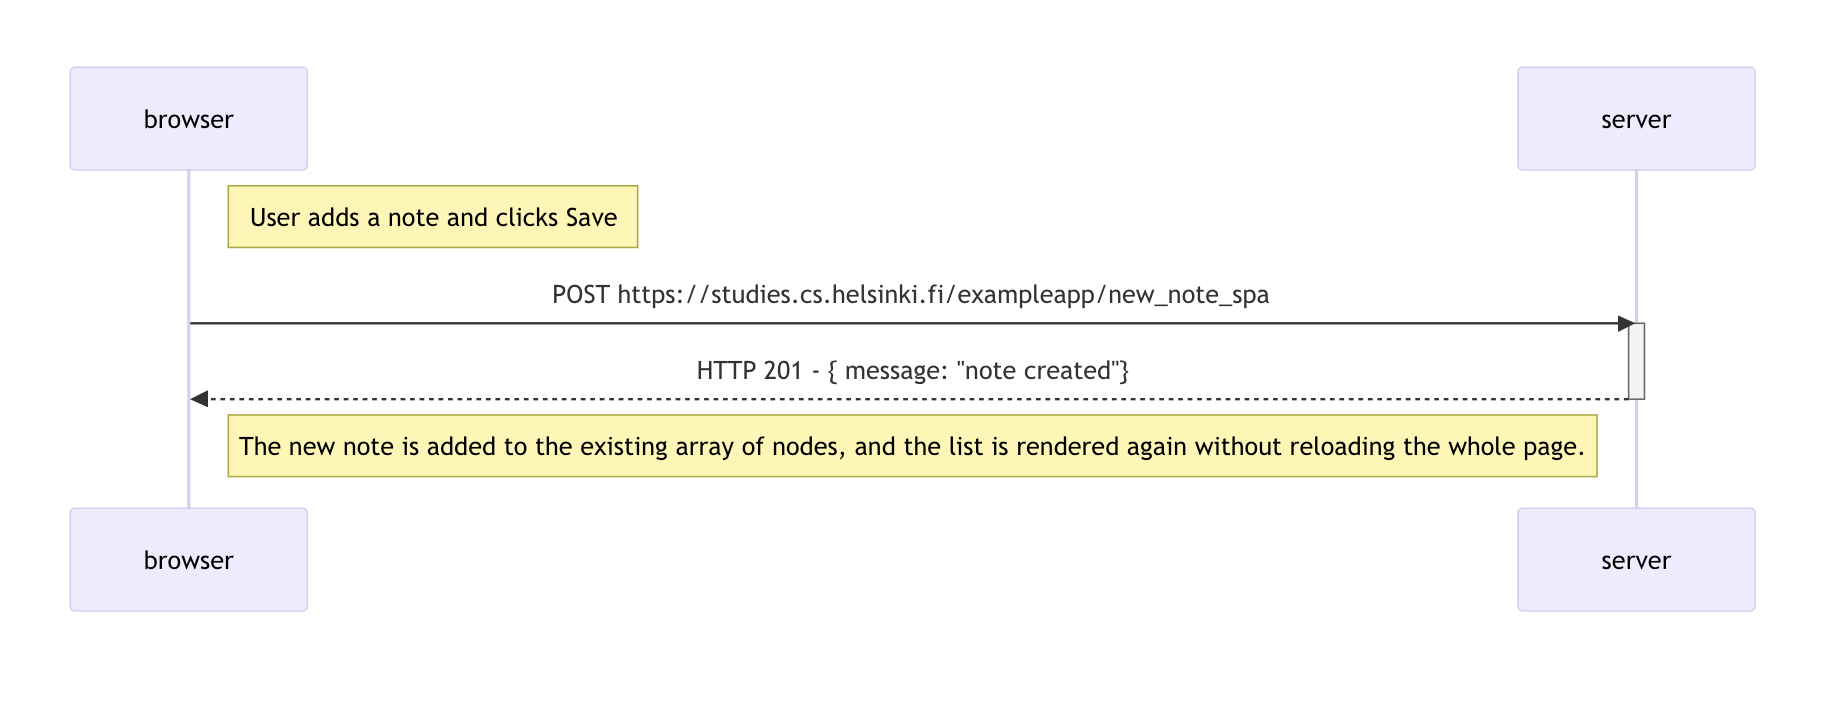 browser
server
User adds a note and clicks Save
POST https://studies.cs.helsinki.fi/exampleapp/new_note_spa
HTTP 201 - { message: "note created"}
The new note is added to the existing array of nodes, and the list is rendered again without reloading the whole page.
browser
server